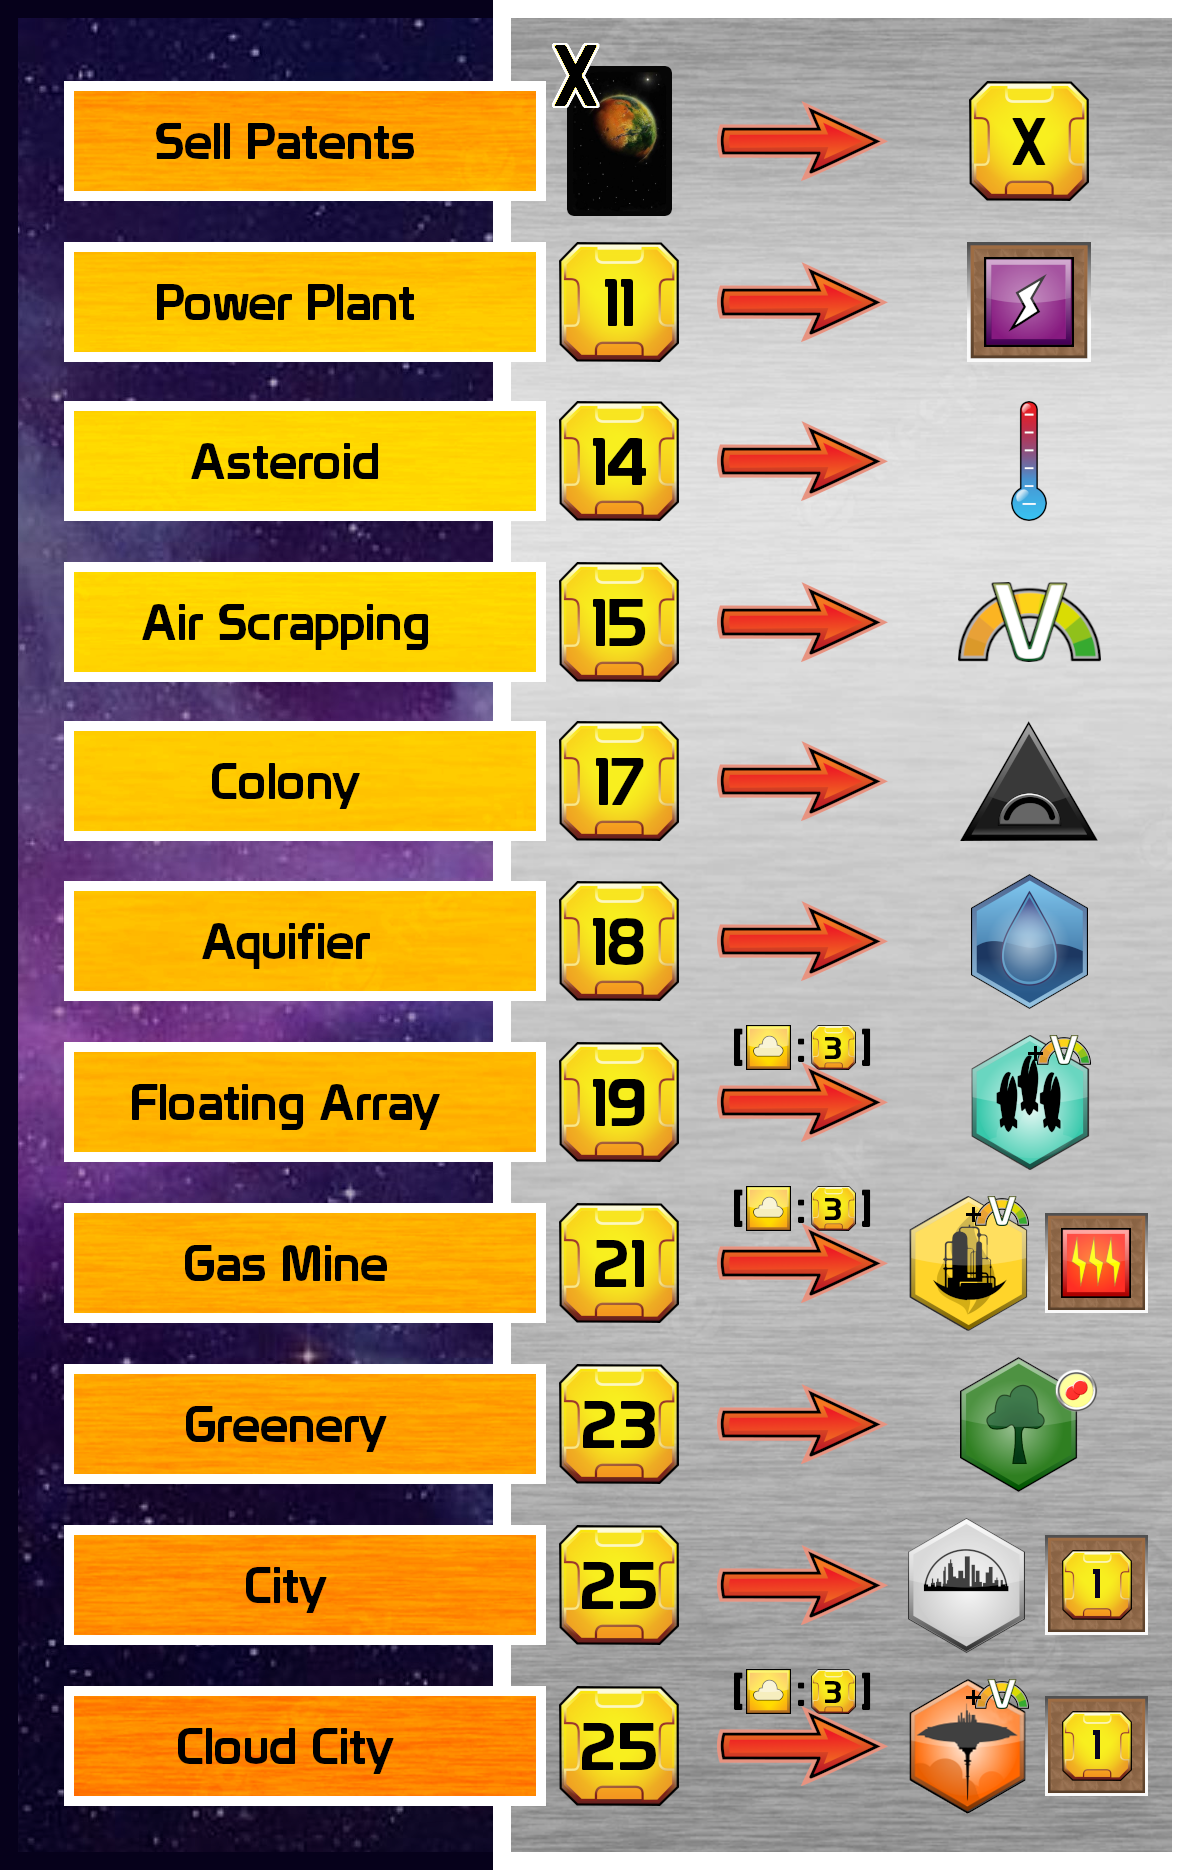 Sell Patents X X
Power Plant 11
Asteroid 14
Air Scrapping 15 V
Colony 17
Aquifier 18
[ : 3 ]
Floating Array 19 +V
[ : 3 ]
Gas Mine 21 +V
Greenery 23
City 25 1
[ : 3 ]
Cloud City 25 +V 1